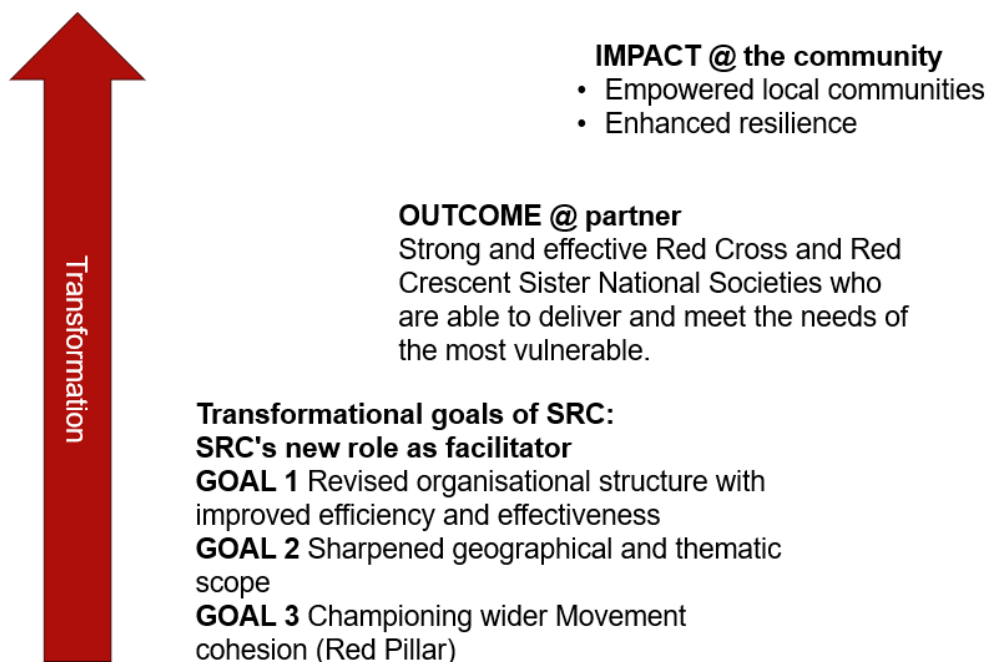 IMPACT @ the community
• Empowered local communities
• Enhanced resilience
OUTCOME @ partner
Strong and effective Red Cross and Red
Crescent Sister National Societies who
are able to deliver and meet the needs of
the most vulnerable.
Transformation
Transformational goals of SRC:
SRC's new role as facilitator
GOAL 1 Revised organisational structure with
improved efficiency and effectiveness
GOAL 2 Sharpened geographical and thematic
scope
GOAL 3 Championing wider Movement
cohesion (Red Pillar)